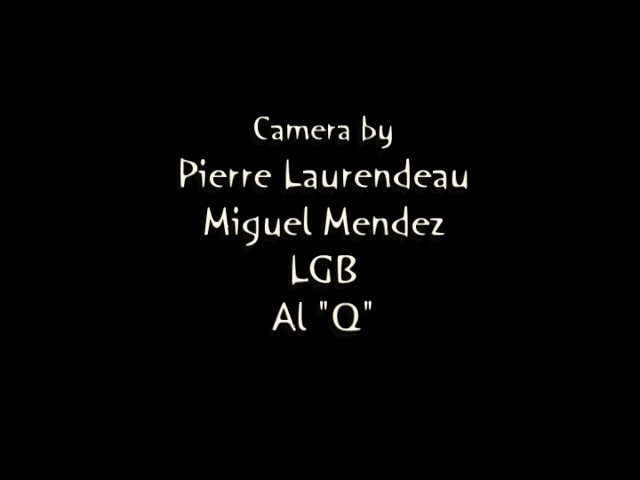 Camera by
Pierre Laurendeau
Miguel Mendez
LGB
Al "Q"